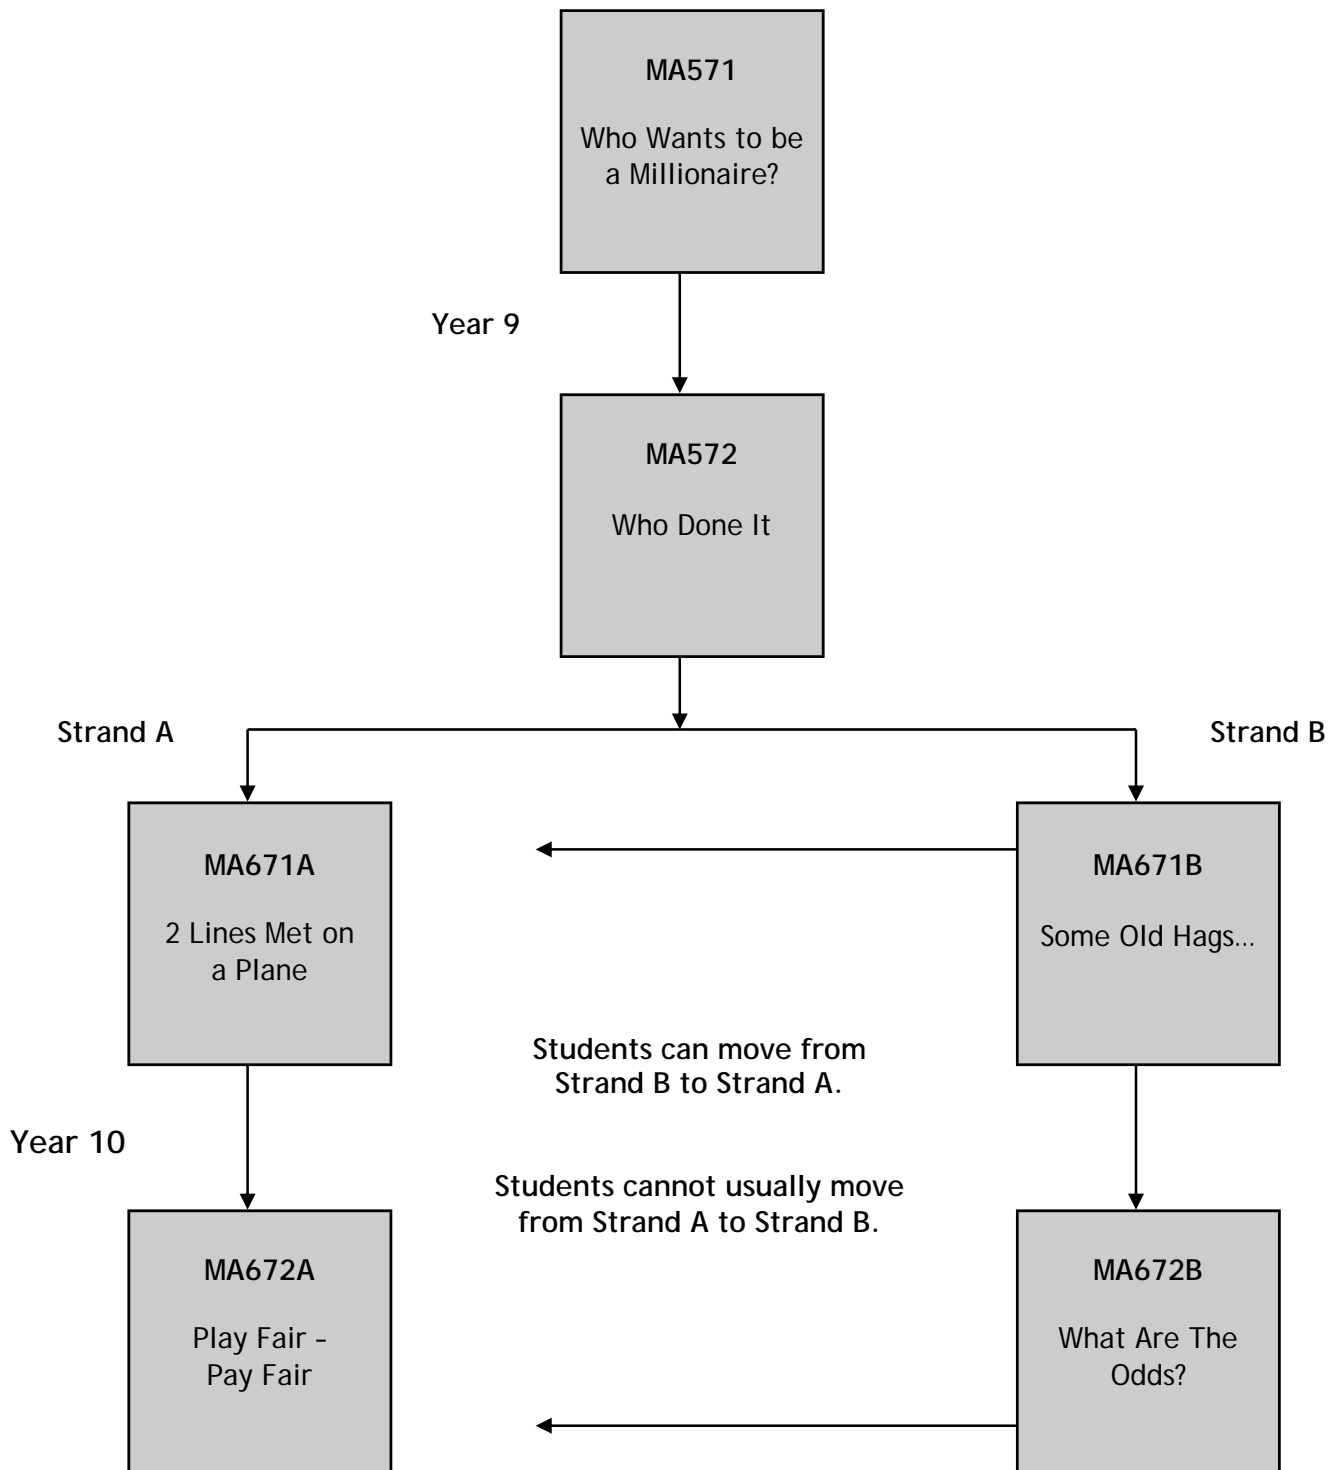 MA571
Who Wants to be
a Millionaire?
Year 9
MA572
Who Done It
Strand A
Strand B
MA671A
2 Lines Met on
a Plane
MA671B
Some Old Hags...
Students can move from
Strand B to Strand A.
Year 10
Students cannot usually move
from Strand A to Strand B.
MA672A
Play Fair –
Pay Fair
MA672B
What Are The
Odds?